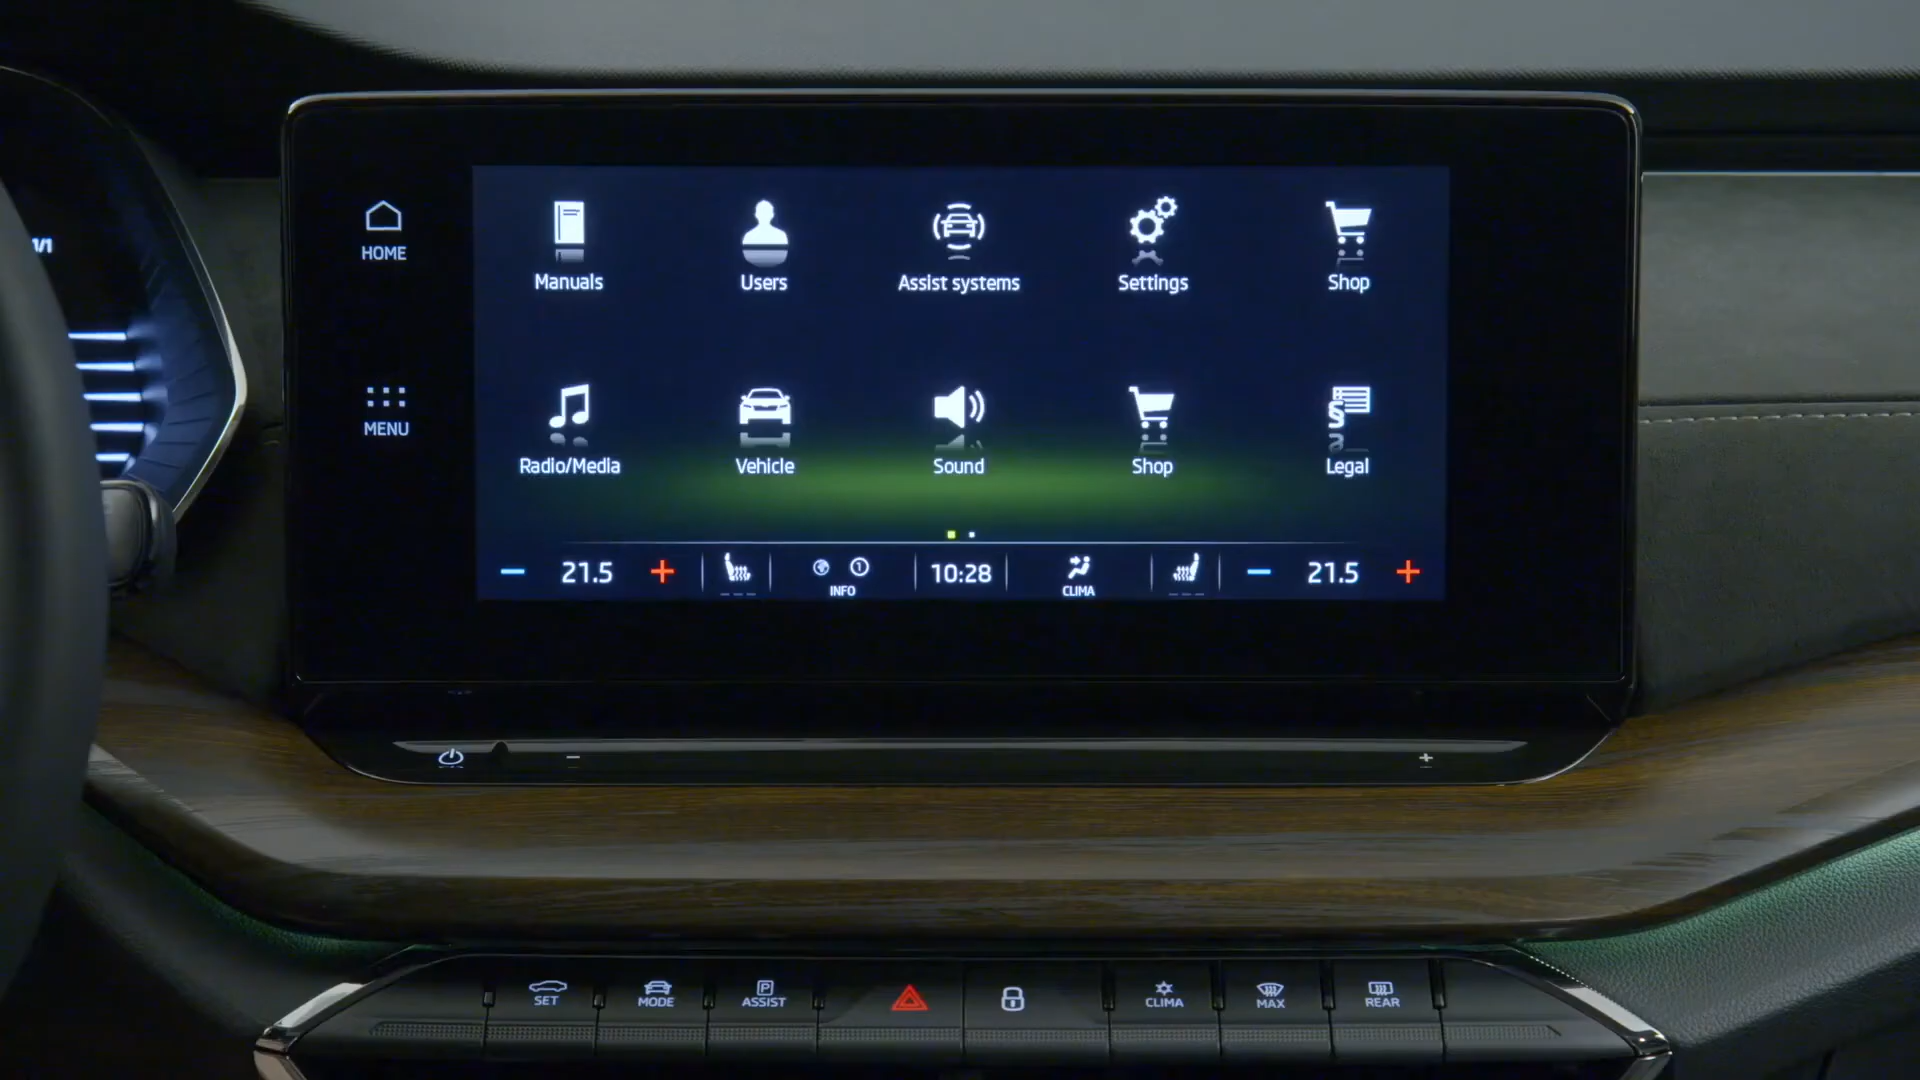 HOME
Manuals
Users
Assist systems
Settings
Shop
MENU
Radio/Media
Vehicle
Sound
Shop
Legal
21.5
INFO
1
10:28
CLIMA
21.5
SET
MODE
P
ASSIST
CLIMA
MAX
REAR